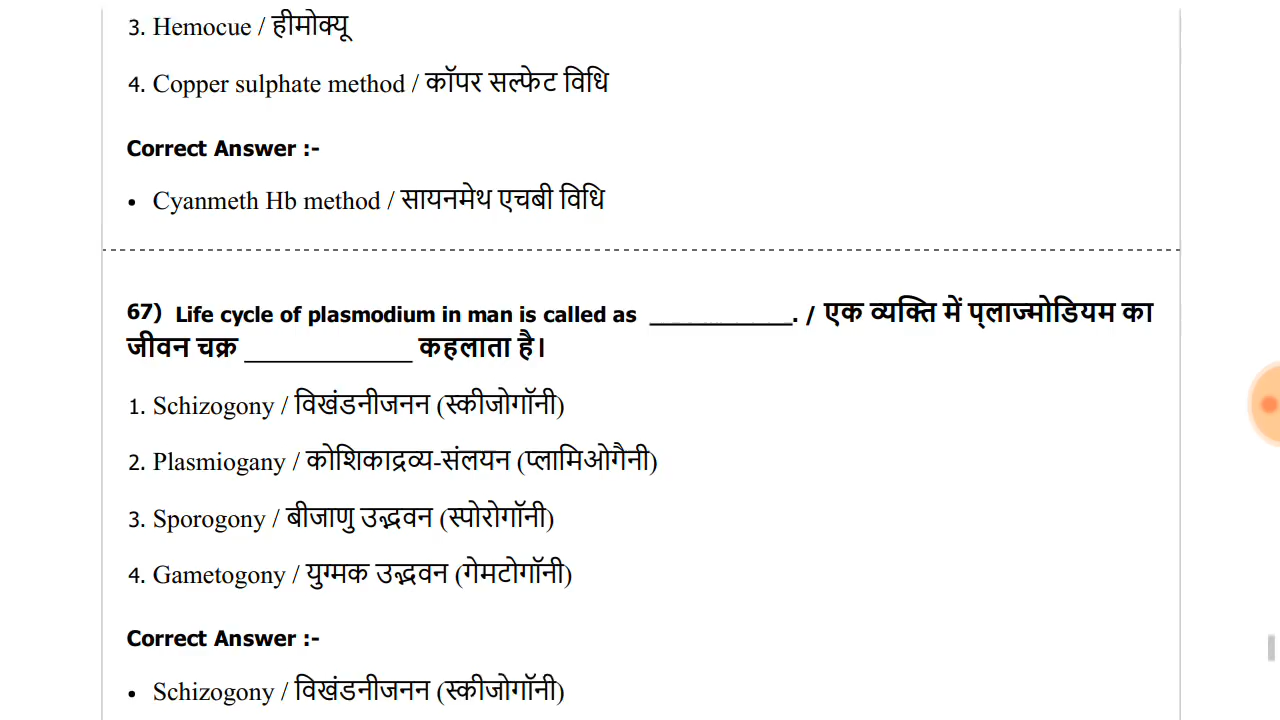 3. Hemocue / हीमोक्यू
4. Copper sulphate method / कॉपर सल्फेट विधि
Correct Answer :-
• Cyanmeth Hb method / सायनमेथ एचबी विधि
67) Life cycle of plasmodium in man is called as ____________. / एक व्यक्ति में प्लाज्मोडियम का
जीवन चक्र ____________ कहलाता है।
1. Schizogony / विखंडनीजनन (स्कीजोगॉनी)
2. Plasmiogany / कोशिकाद्रव्य-संलयन (प्लामिओगैनी)
3. Sporogony / बीजाणु उद्भवन (स्पोरोगॉनी)
4. Gametogony / युग्मक उद्भवन (गेमटोगॉनी)
Correct Answer :-
• Schizogony / विखंडनीजनन (स्कीजोगॉनी)